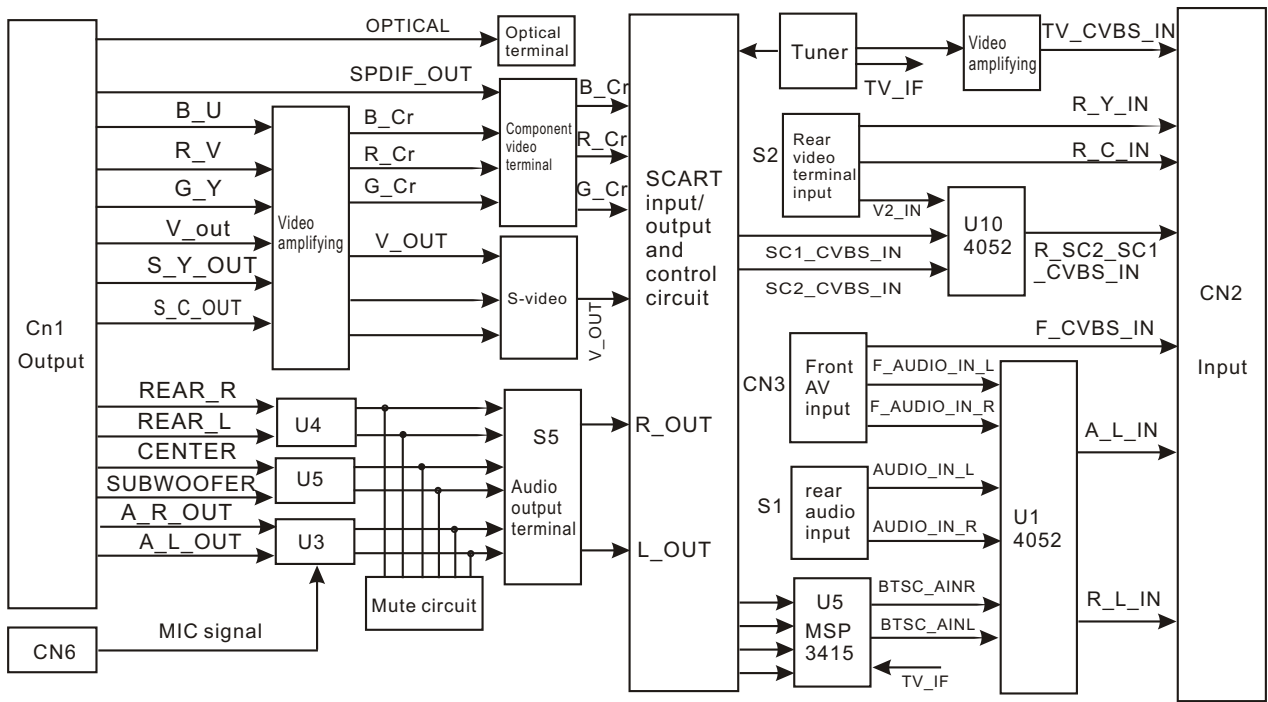 Cn1
Output
OPTICAL
Optical
terminal
SPDIF_OUT
B_U
R_V
G_Y
V_out
S_Y_OUT
S_C_OUT
Video
amplifying
B_Cr
R_Cr
G_Cr
V_OUT
Component
video
terminal
S-video
B_Cr
R_Cr
G_Cr
V_OUT
REAR_R
REAR_L
CENTER
SUBWOOFER
A_R_OUT
A_L_OUT
U4
U5
U3
S5
Audio
output
terminal
Mute circuit
CN6
MIC signal
SCART
input/
output
and
control
circuit
R_OUT
L_OUT
Tuner
TV_IF
Video
amplifying
TV_CVBS_IN
S2
Rear
video
terminal
input
R_Y_IN
R_C_IN
V2_IN
SC1_CVBS_IN
SC2_CVBS_IN
U10
4052
R_SC2_SC1
_CVBS_IN
CN3
Front
AV
input
F_CVBS_IN
F_AUDIO_IN_L
F_AUDIO_IN_R
S1
rear
audio
input
AUDIO_IN_L
AUDIO_IN_R
U5
MSP
3415
BTSC_AINR
BTSC_AINL
TV_IF
U1
4052
A_L_IN
R_L_IN
CN2
Input